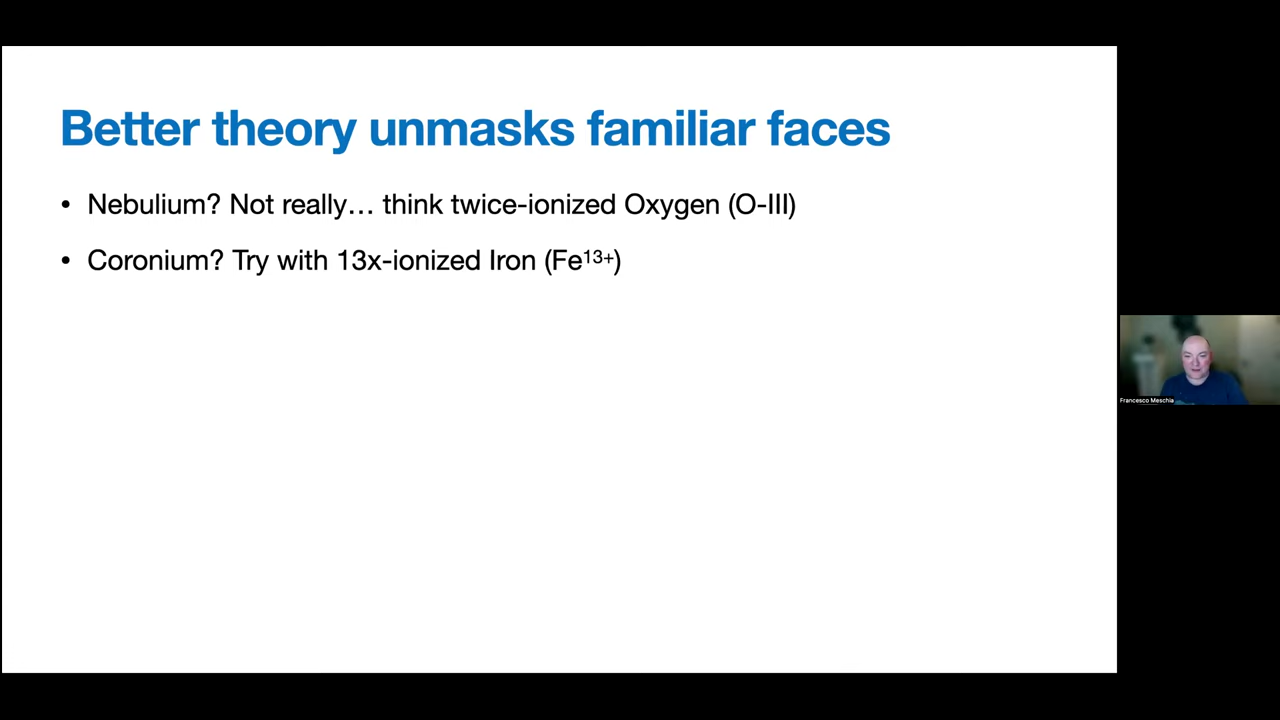 Better theory unmasks familiar faces
• Nebulium? Not really… think twice-ionized Oxygen (O-III)
• Coronium? Try with 13x-ionized Iron (Fe¹³⁺)
Francesco Meschia